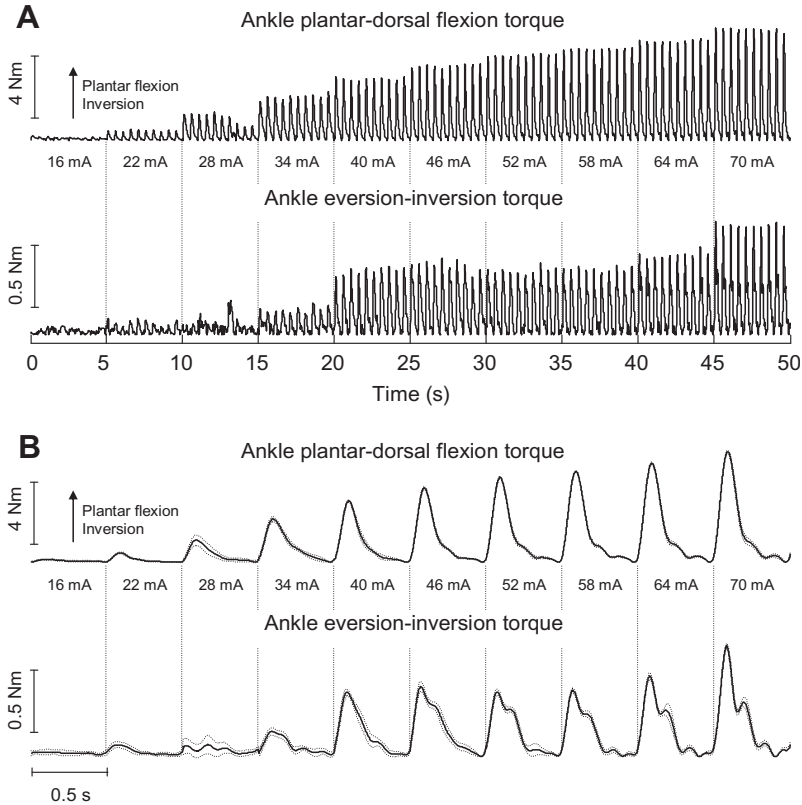 A
Ankle plantar-dorsal flexion torque
4 Nm
Plantar flexion
Inversion
16 mA 22 mA 28 mA 34 mA 40 mA 46 mA 52 mA 58 mA 64 mA 70 mA
Ankle eversion-inversion torque
0.5 Nm
0 5 10 15 20 25 30 35 40 45 50
Time (s)
B
Ankle plantar-dorsal flexion torque
4 Nm
Plantar flexion
Inversion
16 mA 22 mA 28 mA 34 mA 40 mA 46 mA 52 mA 58 mA 64 mA 70 mA
Ankle eversion-inversion torque
0.5 Nm
0.5 s